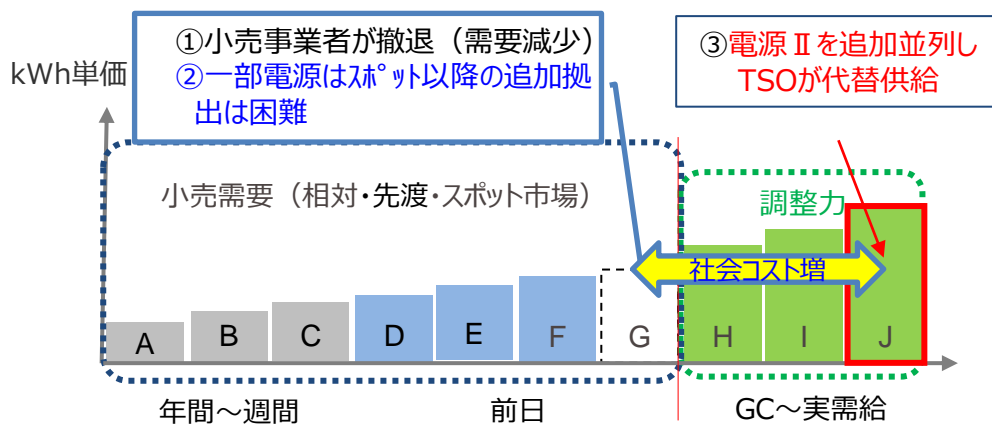 ①小売事業者が撤退（需要減少）
②一部電源はｽﾎﾟｯﾄ以降の追加拠
出は困難
③電源Ⅱを追加並列し
TSOが代替供給
kWh単価
小売需要（相対・先渡・スポット市場）
調整力
社会コスト増
A B C D E F G H I J
年間～週間 前日 GC～実需給